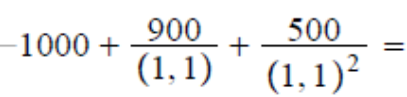 -1000 + 900/(1,1) + 500/(1,1)² =